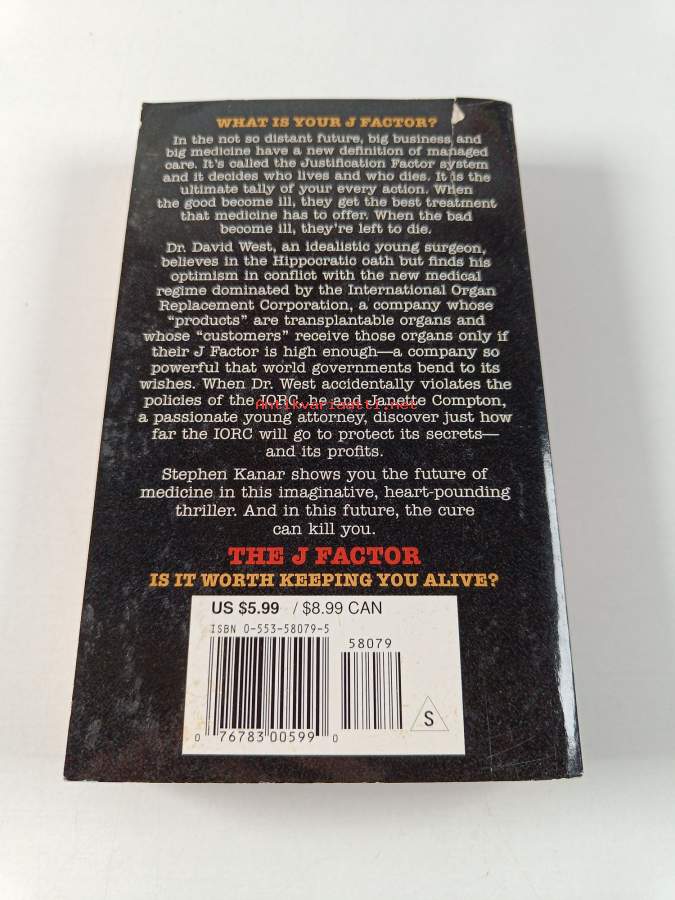 WHAT IS YOUR J FACTOR?
In the not so distant future, big business and
big medicine have a new definition of managed
care. It's called the Justification Factor system
and it decides who lives and who dies. It is the
ultimate tally of your every action. When
the good become ill, they get the best treatment
that medicine has to offer. When the bad
become ill, they're left to die.
Dr. David West, an idealistic young surgeon,
believes in the Hippocratic oath but finds his
optimism in conflict with the new medical
regime dominated by the International Organ
Replacement Corporation, a company whose
“products” are transplantable organs and
whose “customers” receive those organs only if
their J Factor is high enough—a company so
powerful that world governments bend to its
wishes. When Dr. West accidentally violates the
policies of the IORC, he and Janette Compton,
Antikvariaatti.net
a passionate young attorney, discover just how
far the IORC will go to protect its secrets—
and its profits.
Stephen Kanar shows you the future of
medicine in this imaginative, heart-pounding
thriller. And in this future, the cure
can kill you.
THE J FACTOR
IS IT WORTH KEEPING YOU ALIVE?
US $5.99 / $8.99 CAN
ISBN 0-553-58079-5
58079
0 76783 00599 0
S